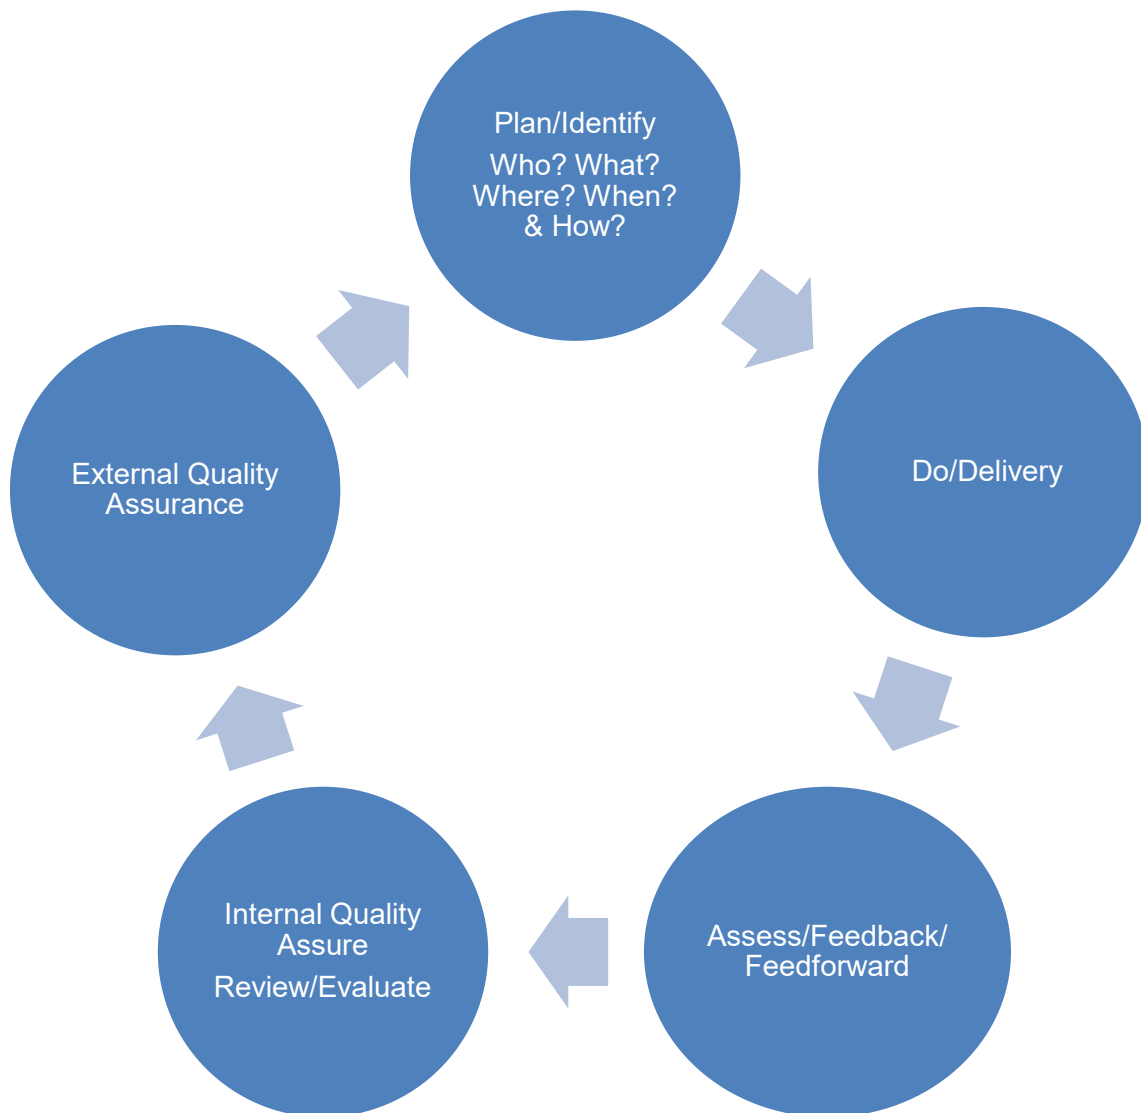 Plan/Identify
Who? What?
Where? When?
& How?
Do/Delivery
Assess/Feedback/
Feedforward
Internal Quality
Assure
Review/Evaluate
External Quality
Assurance